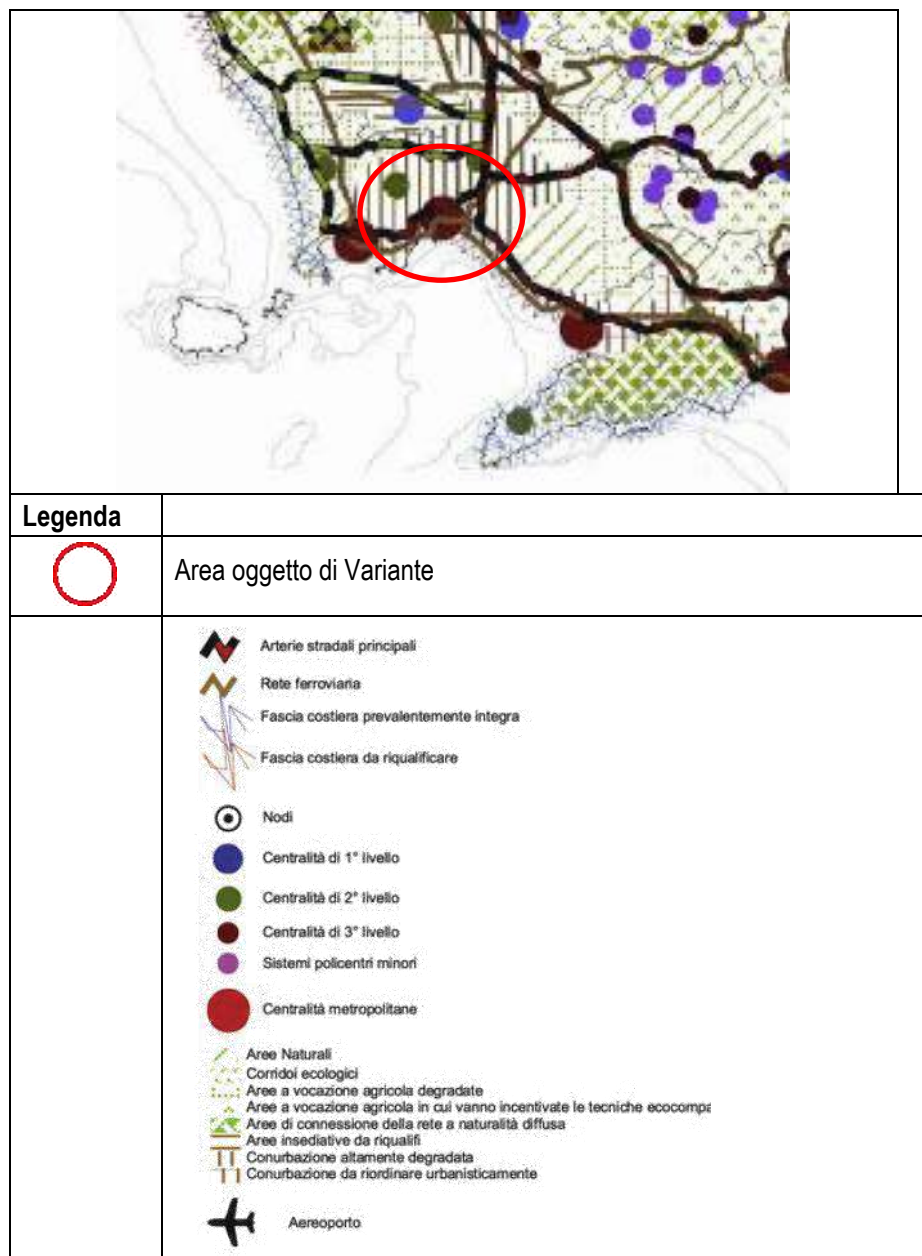 Legenda
Area oggetto di Variante
Arterie stradali principali
Rete ferroviaria
Fascia costiera prevalentemente integra
Fascia costiera da riqualificare
Nodi
Centralità di 1° livello
Centralità di 2° livello
Centralità di 3° livello
Sistemi policentri minori
Centralità metropolitane
Aree Naturali
Corridoi ecologici
Aree a vocazione agricola degradate
Aree a vocazione agricola in cui vanno incentivate le tecniche ecocompa
Aree di connessione della rete a naturalità diffusa
Aree insediative da riqualifi
Conurbazione altamente degradata
Conurbazione da riordinare urbanisticamente
Aereoporto